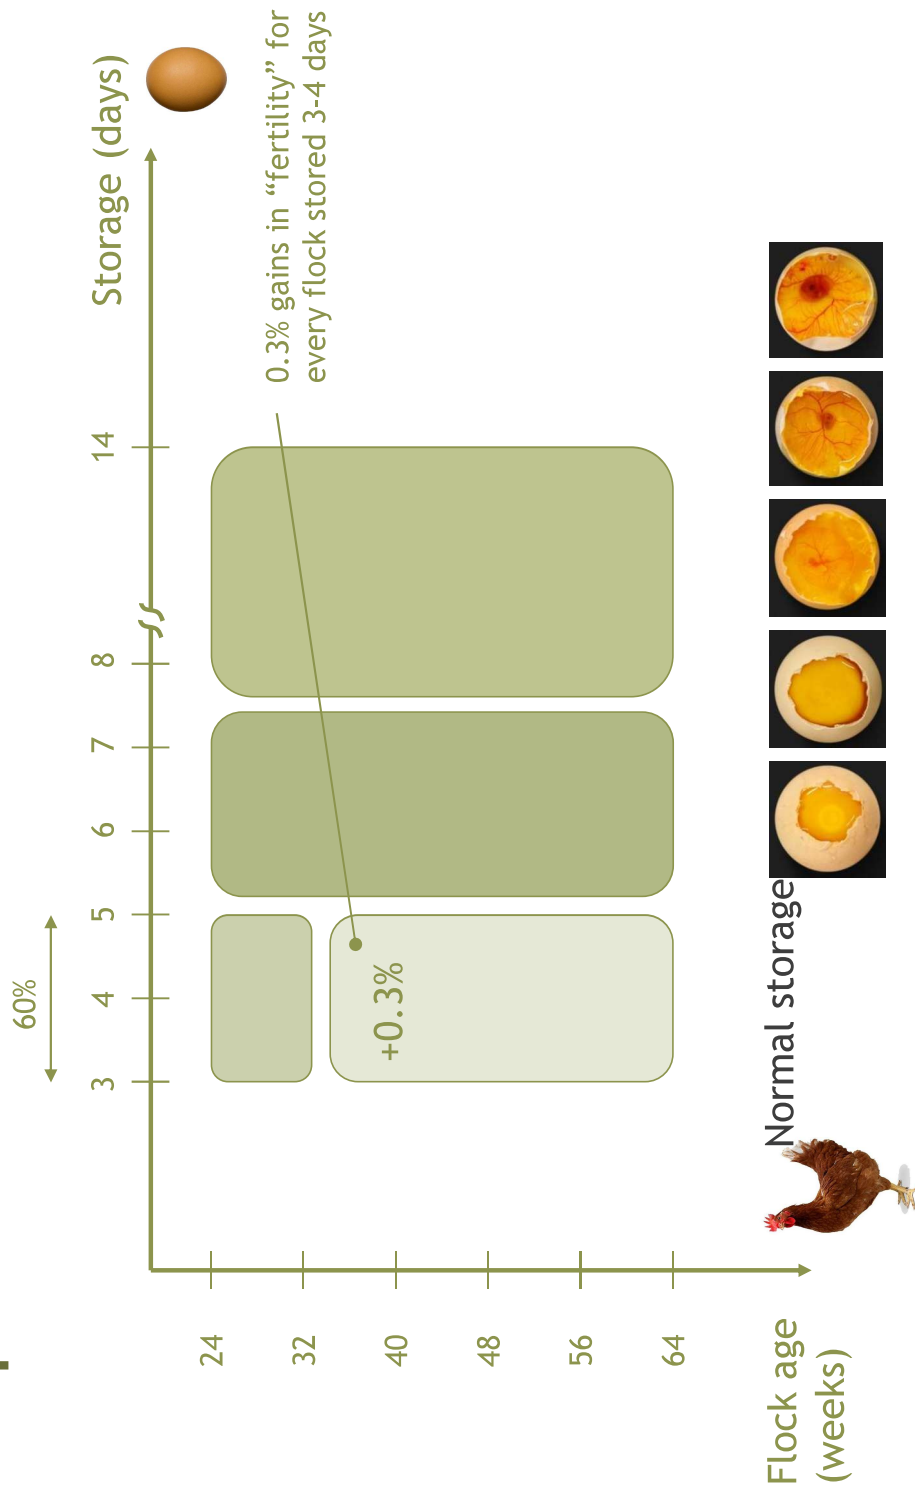 60%
Storage (days)
3 4 5 6 7 8 14
0.3% gains in “fertility” for
every flock stored 3-4 days
24
32
+0.3%
40
48
56
64
Flock age
(weeks)
Normal storage